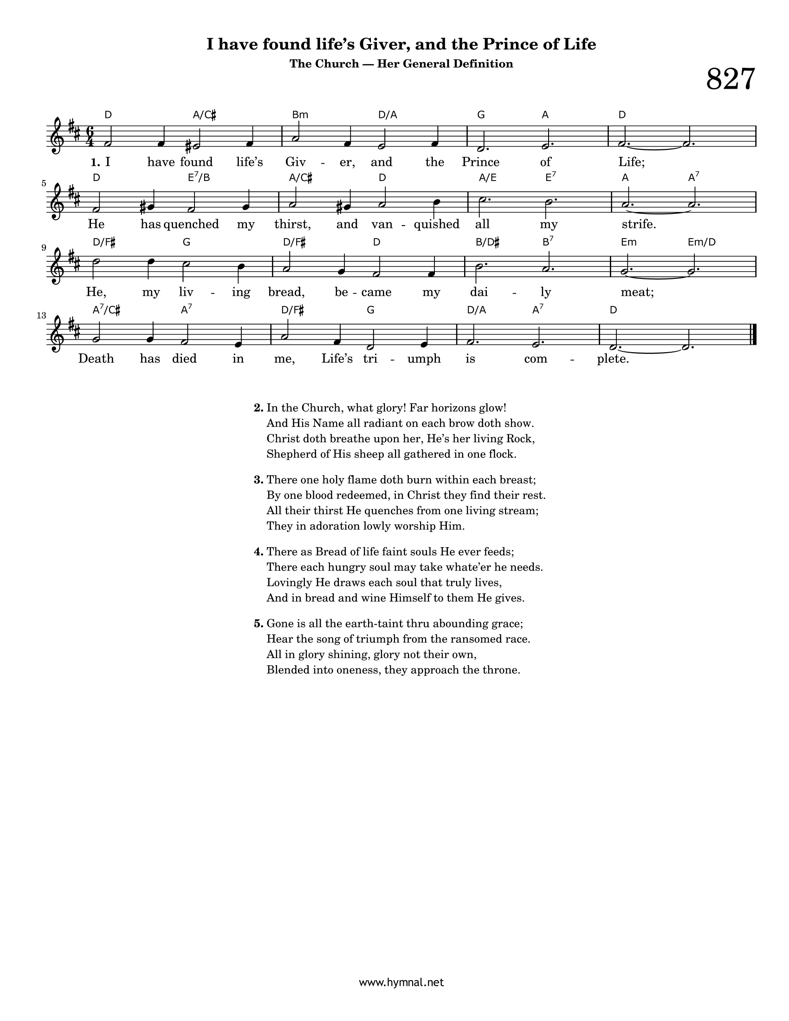 I have found life's Giver, and the Prince of Life
The Church — Her General Definition
827
D A/C♯ Bm D/A G A D
1. I have found life's Giv - er, and the Prince of Life;
D E7/B A/C♯ D A/E E7 A A7
5
He has quenched my thirst, and van - quished all my strife.
D/F♯ G D/F♯ D B/D♯ B7 Em Em/D
9
He, my liv - ing bread, be - came my dai - ly meat;
A7/C♯ A7 D/F♯ G D/A A7 D
13
Death has died in me, Life's tri - umph is com - plete.
2. In the Church, what glory! Far horizons glow!
And His Name all radiant on each brow doth show.
Christ doth breathe upon her, He's her living Rock,
Shepherd of His sheep all gathered in one flock.
3. There one holy flame doth burn within each breast;
By one blood redeemed, in Christ they find their rest.
All their thirst He quenches from one living stream;
They in adoration lowly worship Him.
4. There as Bread of life faint souls He ever feeds;
There each hungry soul may take whate'er he needs.
Lovingly He draws each soul that truly lives,
And in bread and wine Himself to them He gives.
5. Gone is all the earth-taint thru abounding grace;
Hear the song of triumph from the ransomed race.
All in glory shining, glory not their own,
Blended into oneness, they approach the throne.
www.hymnal.net